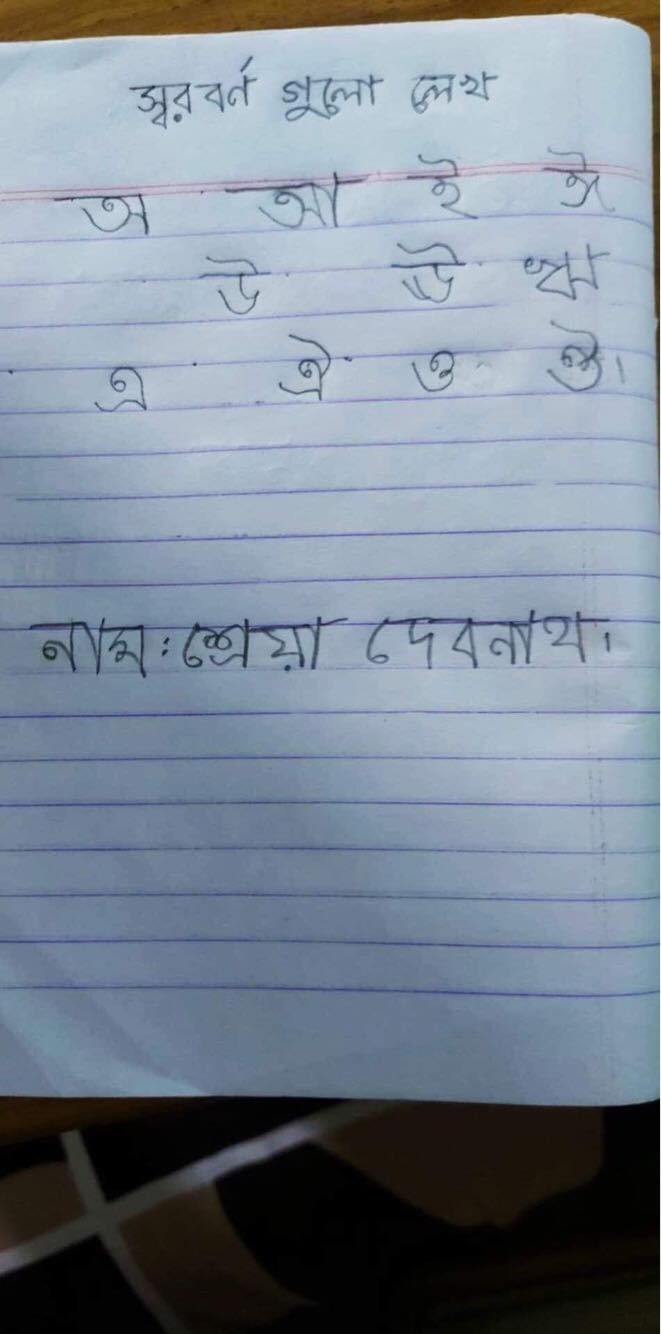 স্বরবর্ণ গুলো লেখ
অ আ ই ঈ
উ ঊ ঋ
এ ঐ ও ঔ।
নাম : শ্রেয়া দেবনাথ।